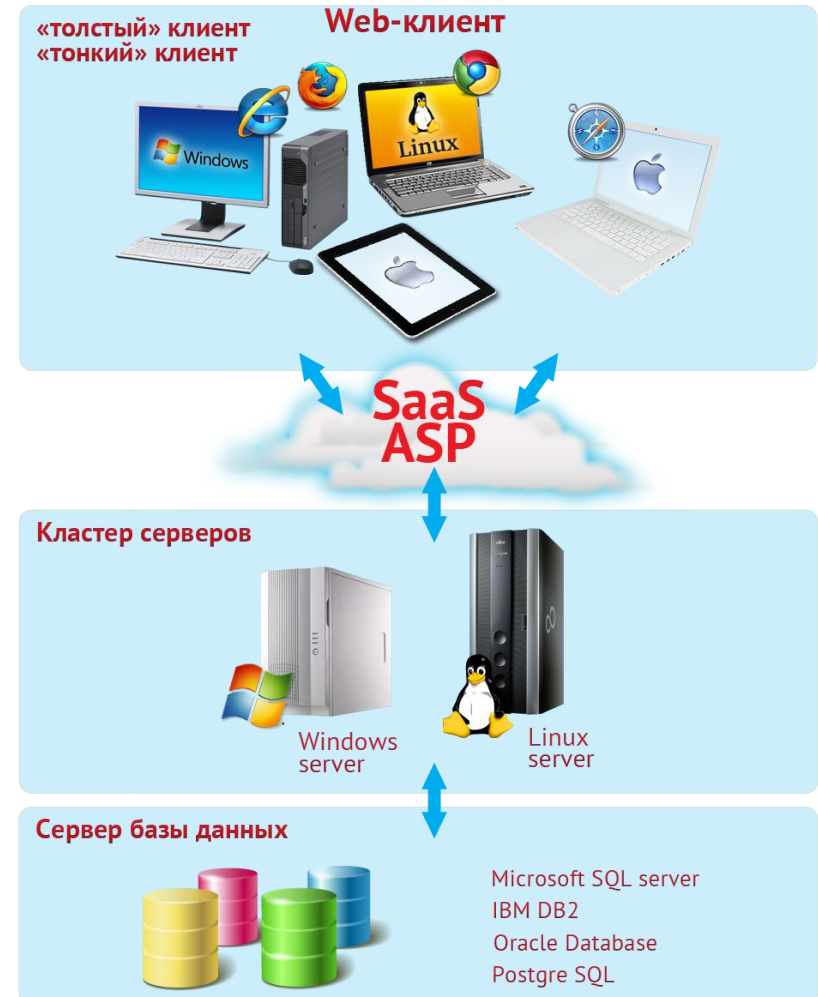 «толстый» клиент
«тонкий» клиент
Web-клиент
Windows
Linux
SaaS
ASP
Кластер серверов
Windows
server
Linux
server
Сервер базы данных
Microsoft SQL server
IBM DB2
Oracle Database
Postgre SQL